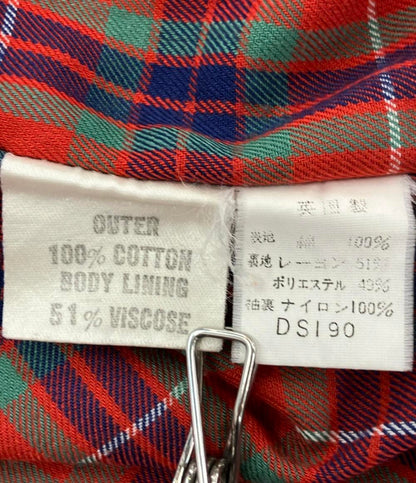 OUTER
100% COTTON
BODY LINING
51% VISCOSE
英国製
表地 綿 100%
裏地 レーヨン 51%
ポリエステル 49%
袖裏 ナイロン100%
DS190